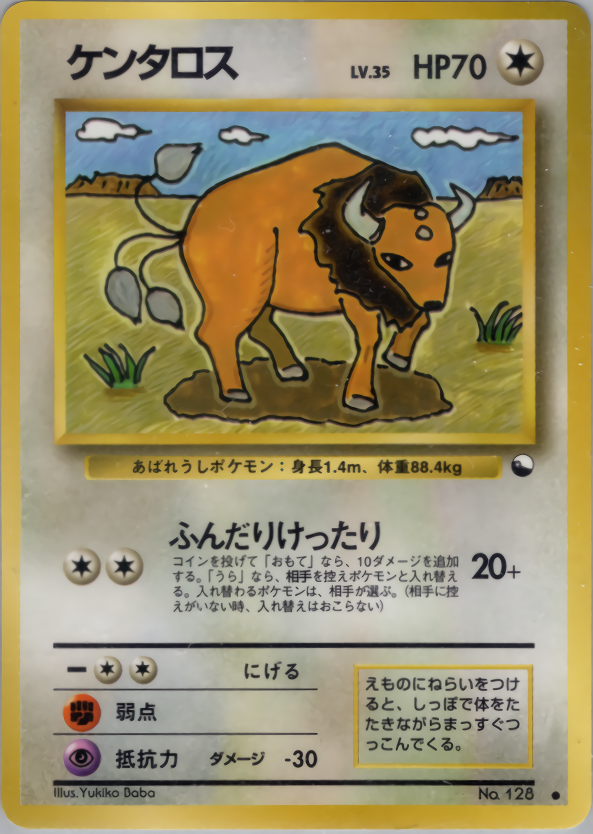 ケンタロス LV.35 HP70
あばれうしポケモン：身長1.4m、体重88.4kg
ふんだりけったり
コインを投げて「おもて」なら、10ダメージを追加
する。「うら」なら、相手を控えポケモンと入れ替え
る。入れ替わるポケモンは、相手が選ぶ。（相手に控
えがいない時、入れ替えはおこらない）
20+
にげる
弱点
抵抗力 ダメージ -30
えものにねらいをつけ
ると、しっぽで体をた
たきながらまっすぐつ
っこんでくる。
Illus.Yukiko Baba
No. 128